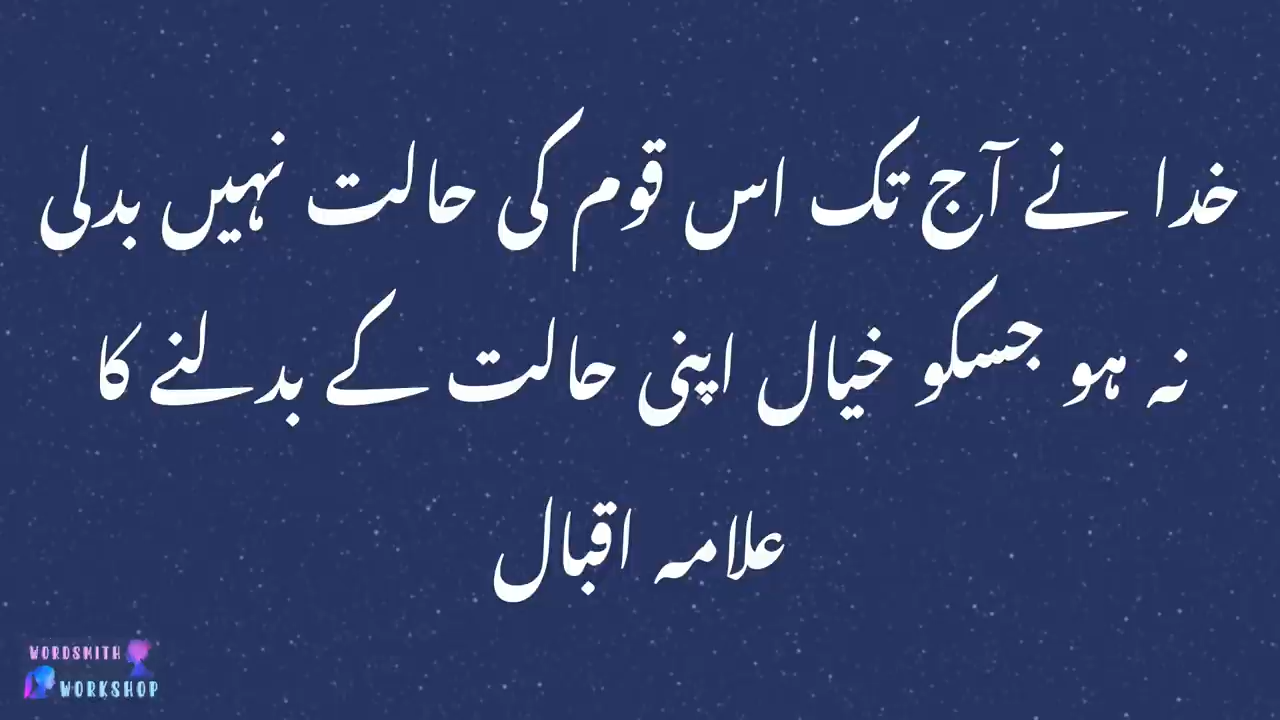 خدا نے آج تک اس قوم کی حالت نہیں بدلی
نہ ہو جسکو خیال اپنی حالت کے بدلنے کا
علامہ اقبال
WORDSMITH
WORKSHOP